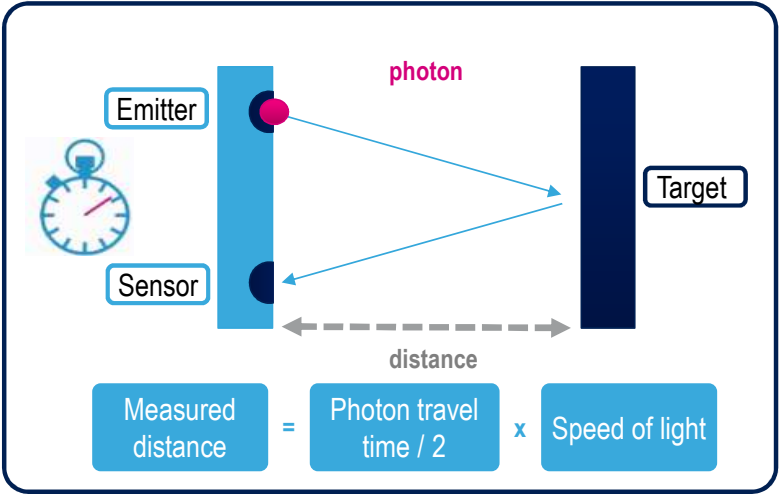 photon
Emitter
Target
Sensor
distance
Measured
distance
=
Photon travel
time / 2
x
Speed of light